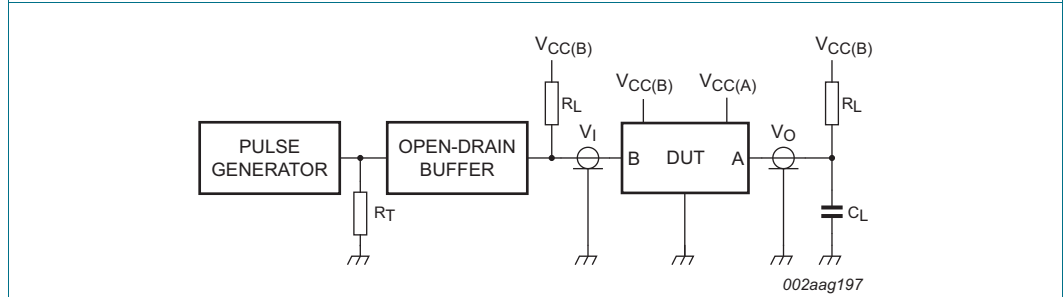 VCC(B)
VCC(B)
RL
VCC(B)
VCC(A)
RL
VI
VO
PULSE
GENERATOR
OPEN-DRAIN
BUFFER
B
DUT
A
RT
CL
002aag197